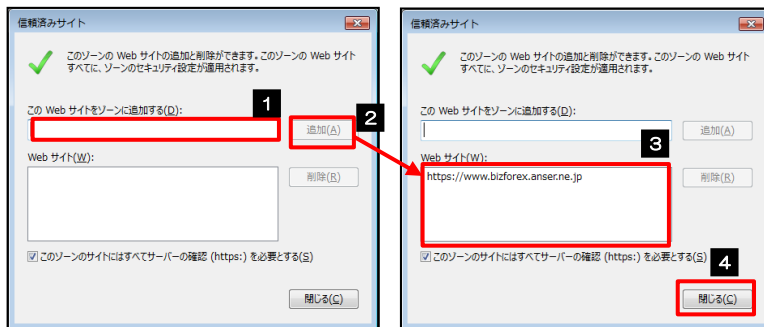 信頼済みサイト
このゾーンの Web サイトの追加と削除ができます。このゾーンの Web サイト
すべてに、ゾーンのセキュリティ設定が適用されます。
この Web サイトをゾーンに追加する(D):
1
追加(A)
2
Web サイト(W):
削除(R)
このゾーンのサイトにはすべてサーバーの確認 (https:) を必要とする(S)
閉じる(C)
信頼済みサイト
このゾーンの Web サイトの追加と削除ができます。このゾーンの Web サイト
すべてに、ゾーンのセキュリティ設定が適用されます。
この Web サイトをゾーンに追加する(D):
追加(A)
3
Web サイト(W):
https://www.bizforex.anser.ne.jp
削除(R)
このゾーンのサイトにはすべてサーバーの確認 (https:) を必要とする(S)
4
閉じる(C)